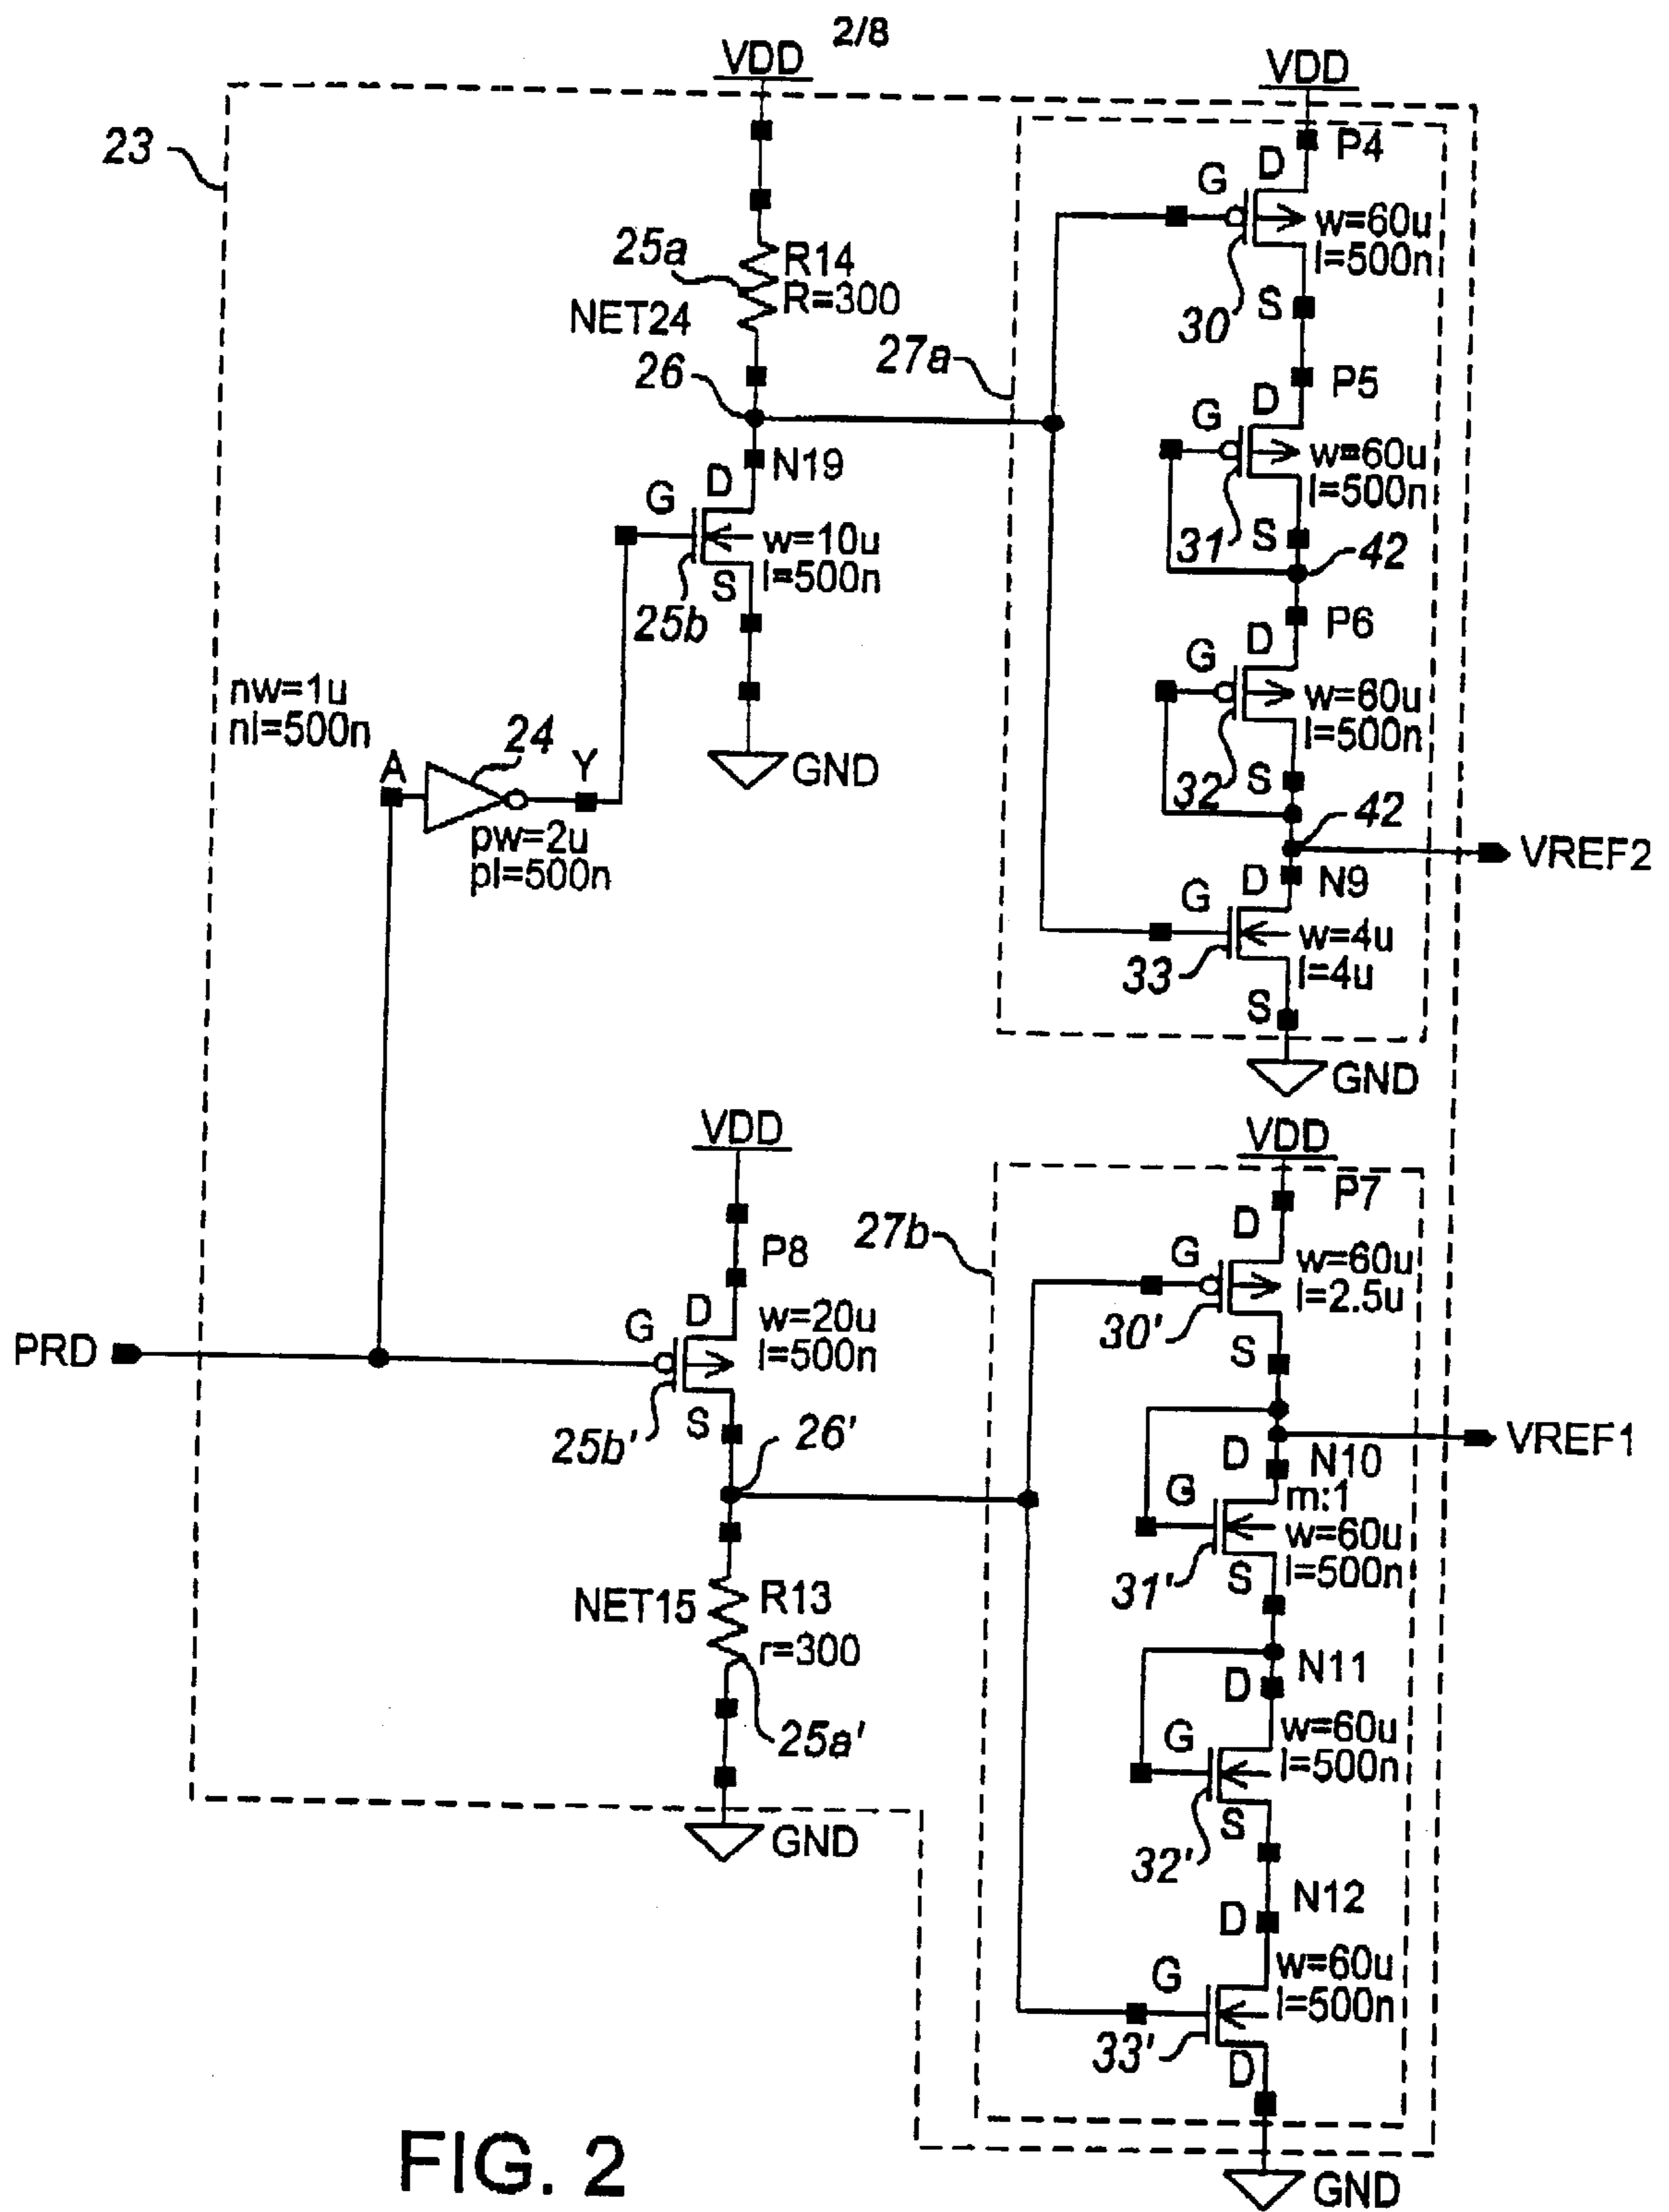 2/8
VDD
VDD
23
P4
D
G
w=60u
l=500n
25a
R14
R=300
NET24
30
S
27a
26
P5
D
G
w=60u
l=500n
N19
D
G
w=10u
l=500n
S
25b
31
S
42
P6
D
G
w=60u
l=500n
nw=1u
nl=500n
24
A
Y
GND
pw=2u
pl=500n
32
S
42
VREF2
N9
D
G
w=4u
l=4u
33
S
GND
VDD
VDD
P7
27b
D
G
w=60u
l=2.5u
P8
D
G
w=20u
l=500n
30'
S
PRD
S
25b'
26'
VREF1
D
N10
m:1
G
w=60u
l=500n
31'
S
NET15
R13
r=300
N11
D
25a'
G
w=60u
l=500n
S
32'
GND
N12
D
G
w=60u
l=500n
33'
D
GND
FIG. 2